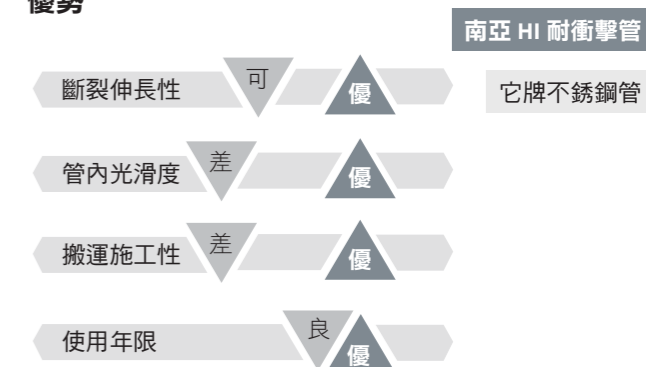 優勢
南亞 HI 耐衝擊管
它牌不銹鋼管
斷裂伸長性 可 優
管內光滑度 差 優
搬運施工性 差 優
使用年限 良 優